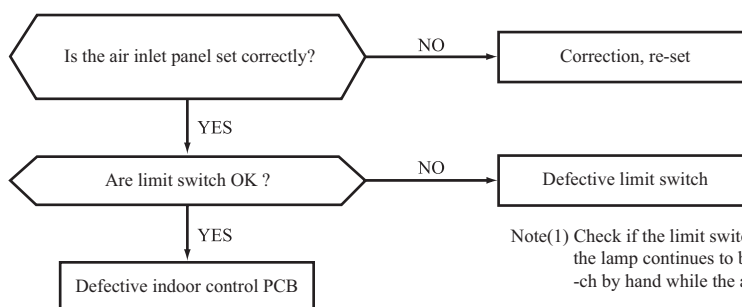 Is the air inlet panel set correctly?
NO
Correction, re-set
YES
Are limit switch OK ?
NO
Defective limit switch
YES
Note(1) Check if the limit
the lamp continues to
-ch by hand while the
Defective indoor control PCB